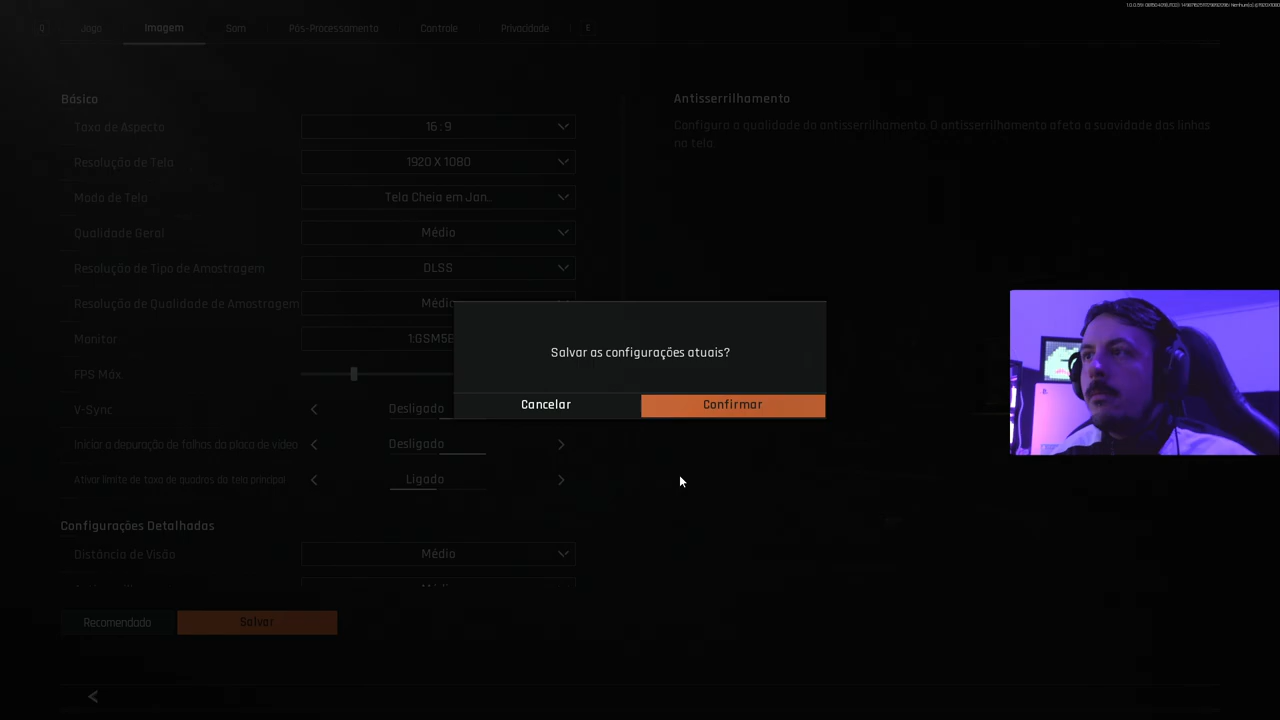 Q
Jogo
Imagem
Som
Pós-Processamento
Controle
Privacidade
E
Básico
Taxa de Aspecto
16 : 9
Resolução de Tela
1920 X 1080
Modo de Tela
Tela Cheia em Jan..
Qualidade Geral
Médio
Resolução de Tipo de Amostragem
DLSS
Resolução de Qualidade de Amostragem
Monitor
FPS Máx.
V-Sync
Desligado
Iniciar a depuração de falhas da placa de vídeo
Desligado
Ativar limite de taxa de quadros da tela principal
Ligado
Configurações Detalhadas
Distância de Visão
Médio
Recomendado
Salvar
Antisserrilhamento
Configura a qualidade do antisserrilhamento. O antisserrilhamento afeta a suavidade das linhas
na tela.
Salvar as configurações atuais?
Cancelar
Confirmar